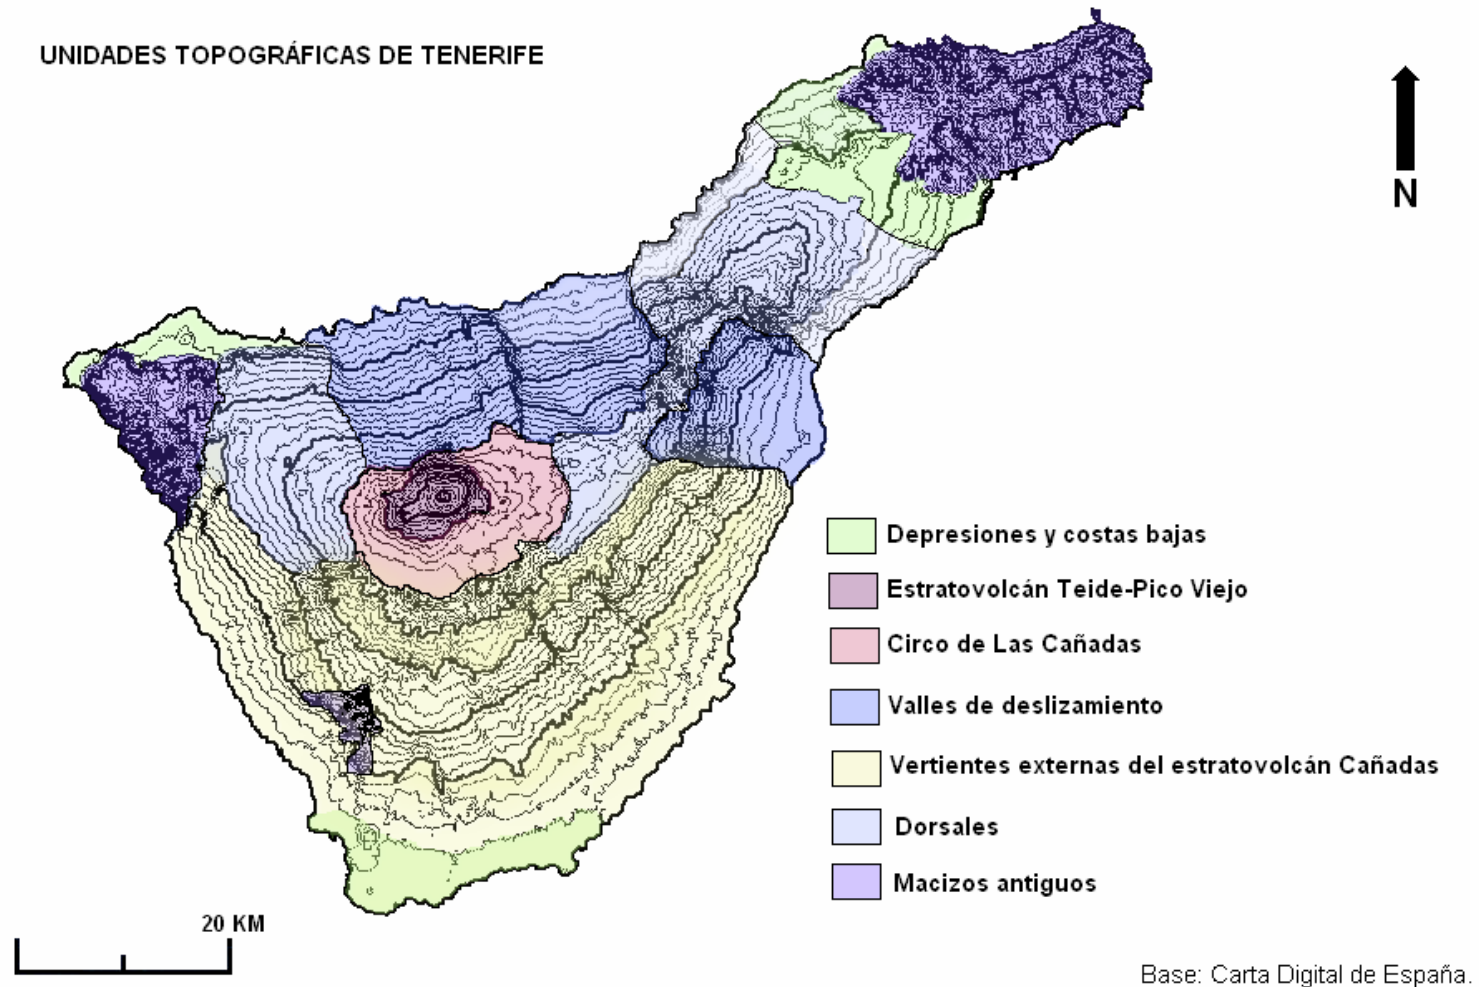 UNIDADES TOPOGRÁFICAS DE TENERIFE
N
Depresiones y costas bajas
Estratovolcán Teide-Pico Viejo
Circo de Las Cañadas
Valles de deslizamiento
Vertientes externas del estratovolcán Cañadas
Dorsales
Macizos antiguos
20 KM
Base: Carta Digital de España.